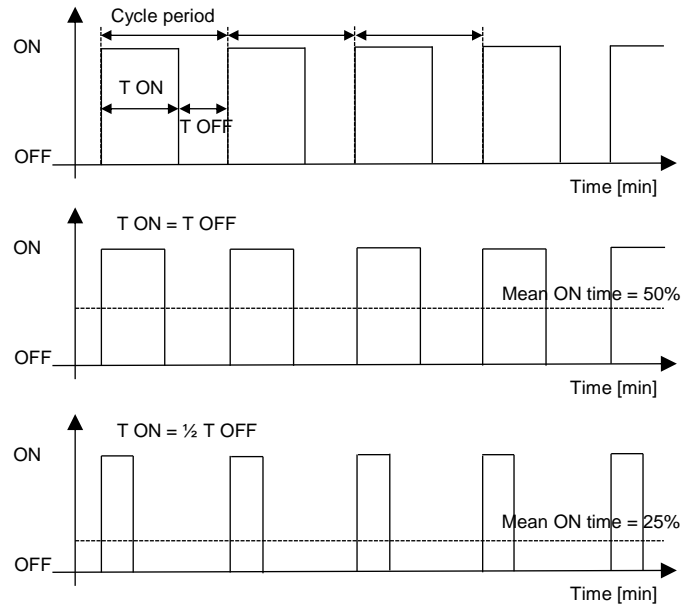 Cycle period
ON
T ON
T OFF
OFF
Time [min]
T ON = T OFF
ON
Mean ON time = 50%
OFF
Time [min]
T ON = ½ T OFF
ON
Mean ON time = 25%
OFF
Time [min]